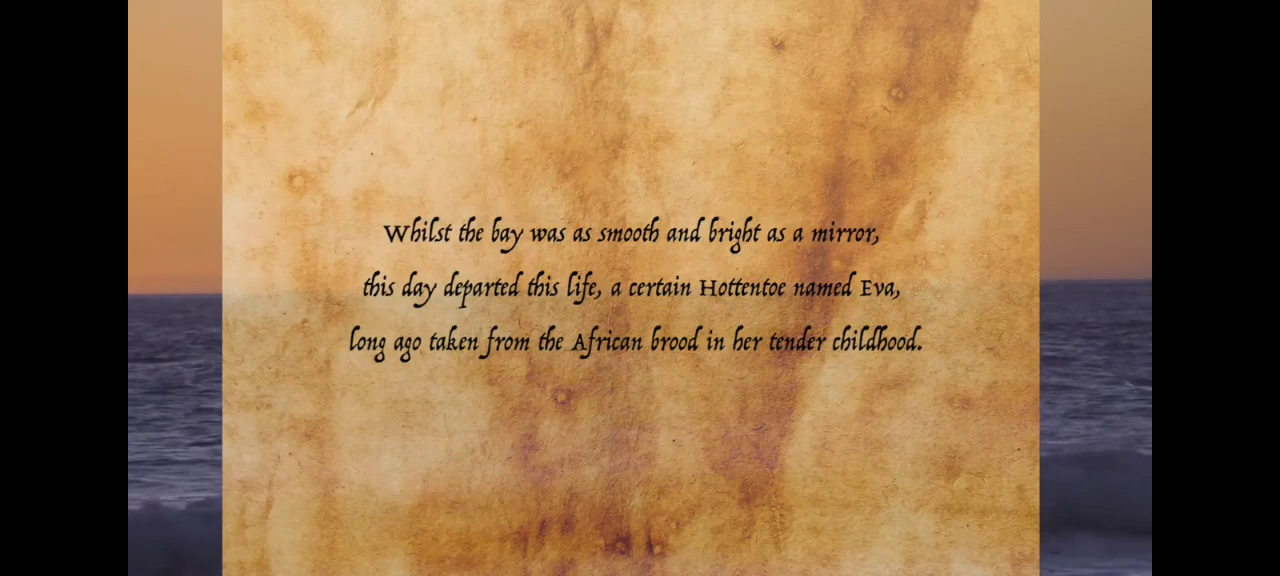 Whilst the bay was as smooth and bright as a mirror,
this day departed this life, a certain Hottentoe named Eva,
long ago taken from the African brood in her tender childhood.